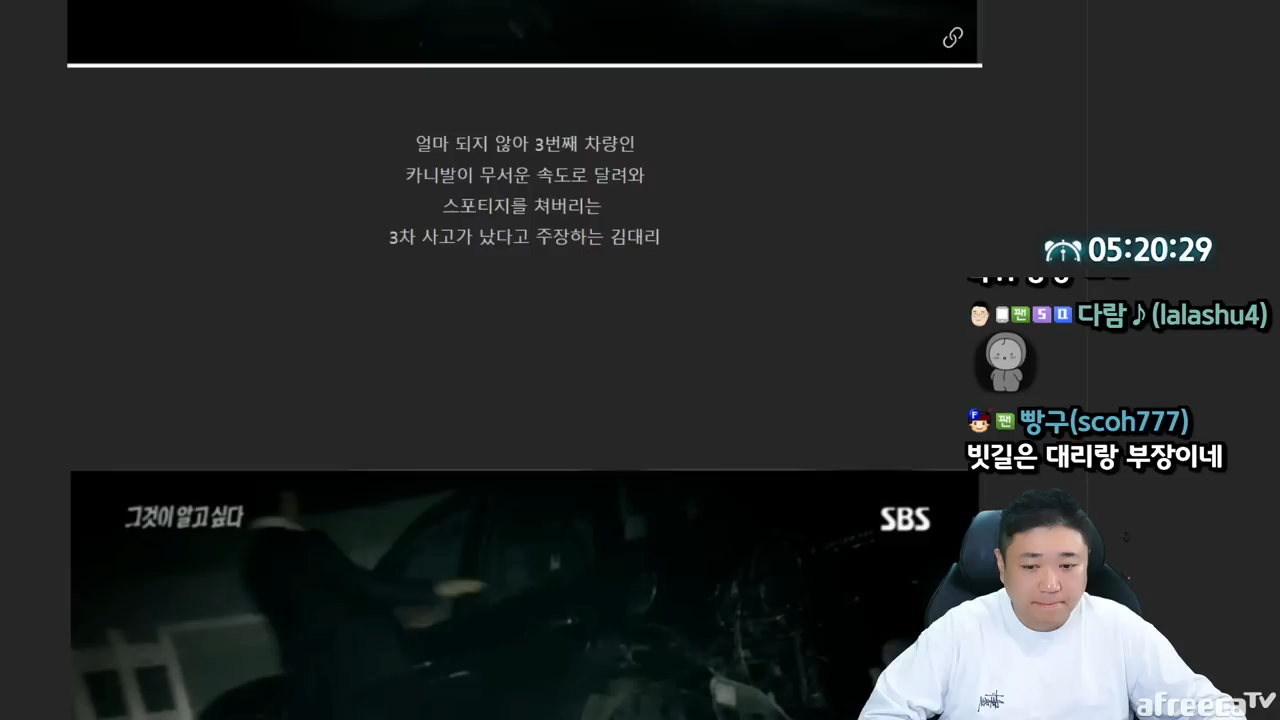 얼마 되지 않아 3번째 차량인
카니발이 무서운 속도로 달려와
스포티지를 쳐버리는
3차 사고가 났다고 주장하는 김대리
05:20:29
짼 5 다람♪(lalashu4)
F 짼 빵구(scoh777)
빗길은 대리랑 부장이네
그것이 알고싶다
SBS
afreecaTV